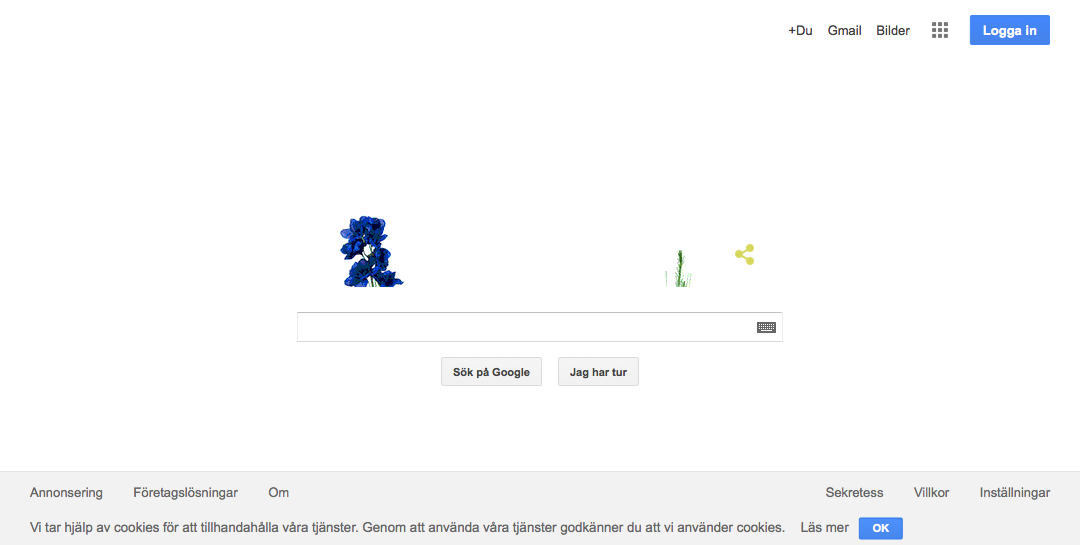 +Du Gmail Bilder Logga in
Sök på Google Jag har tur
Annonsering Företagslösningar Om Sekretess Villkor Inställningar
Vi tar hjälp av cookies för att tillhandahålla våra tjänster. Genom att använda våra tjänster godkänner du att vi använder cookies. Läs mer OK